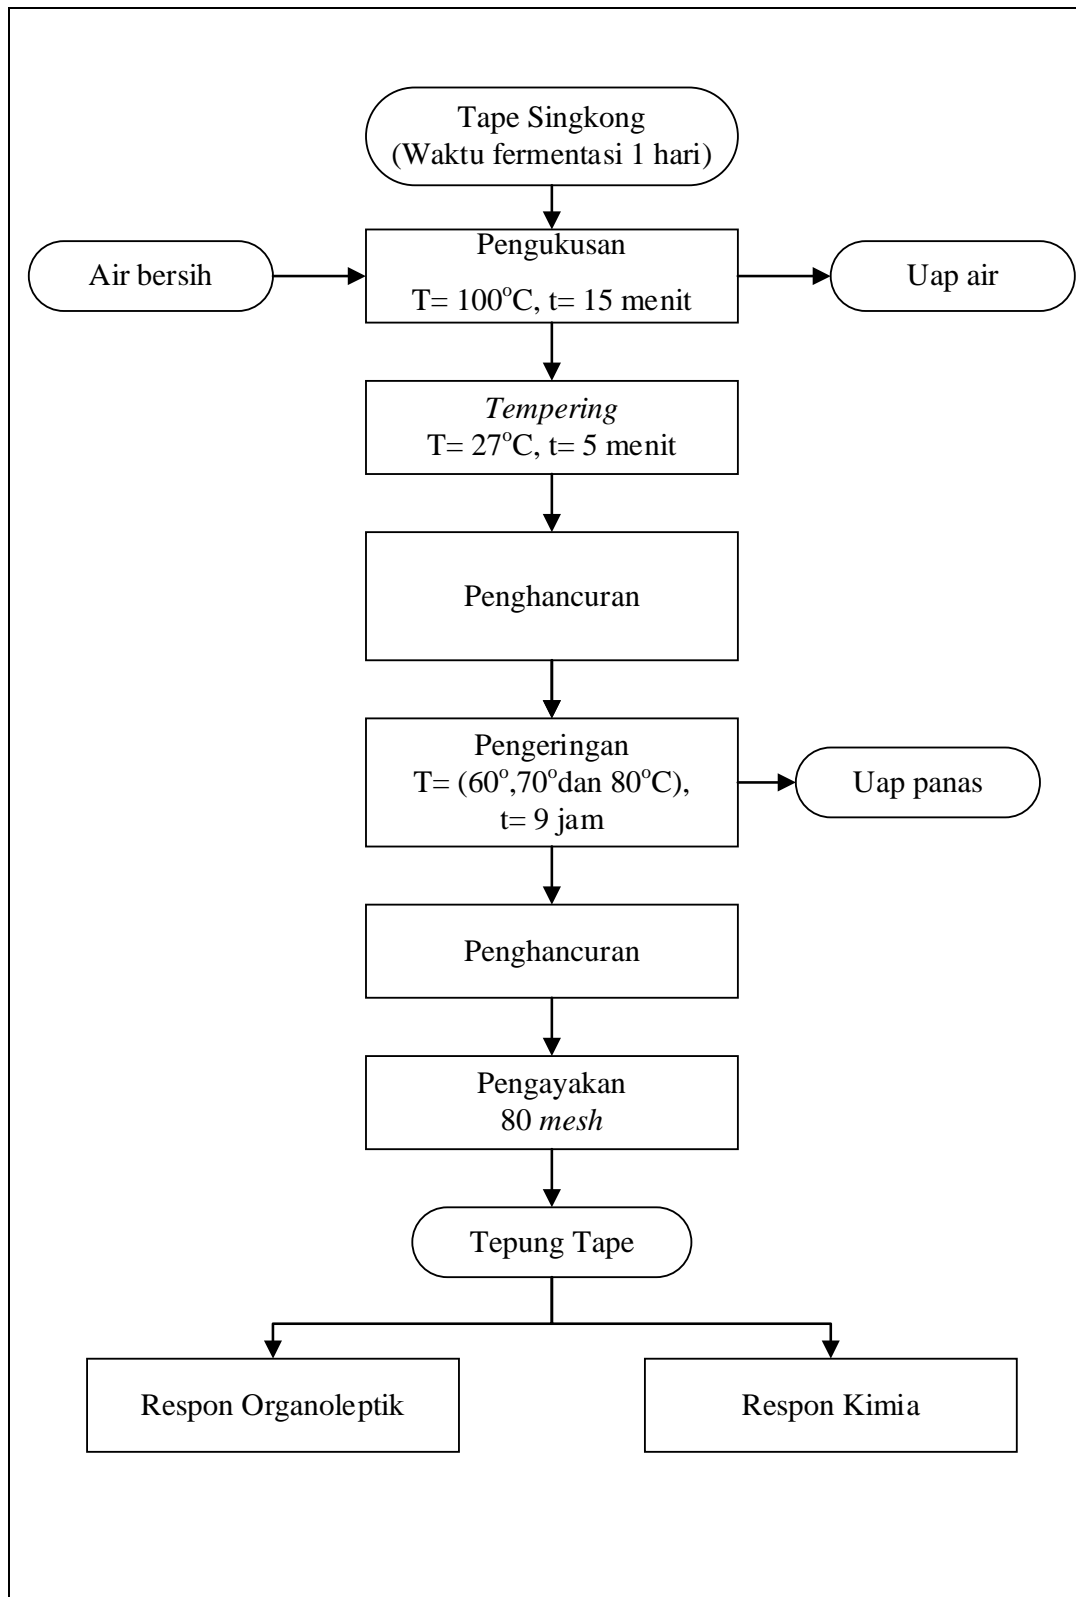 Tape Singkong
(Waktu fermentasi 1 hari)
Air bersih
Pengukusan
T= 100°C, t= 15 menit
Uap air
Tempering
T= 27°C, t= 5 menit
Penghancuran
Pengeringan
T= (60°,70°dan 80°C),
t= 9 jam
Uap panas
Penghancuran
Pengayakan
80 mesh
Tepung Tape
Respon Organoleptik
Respon Kimia